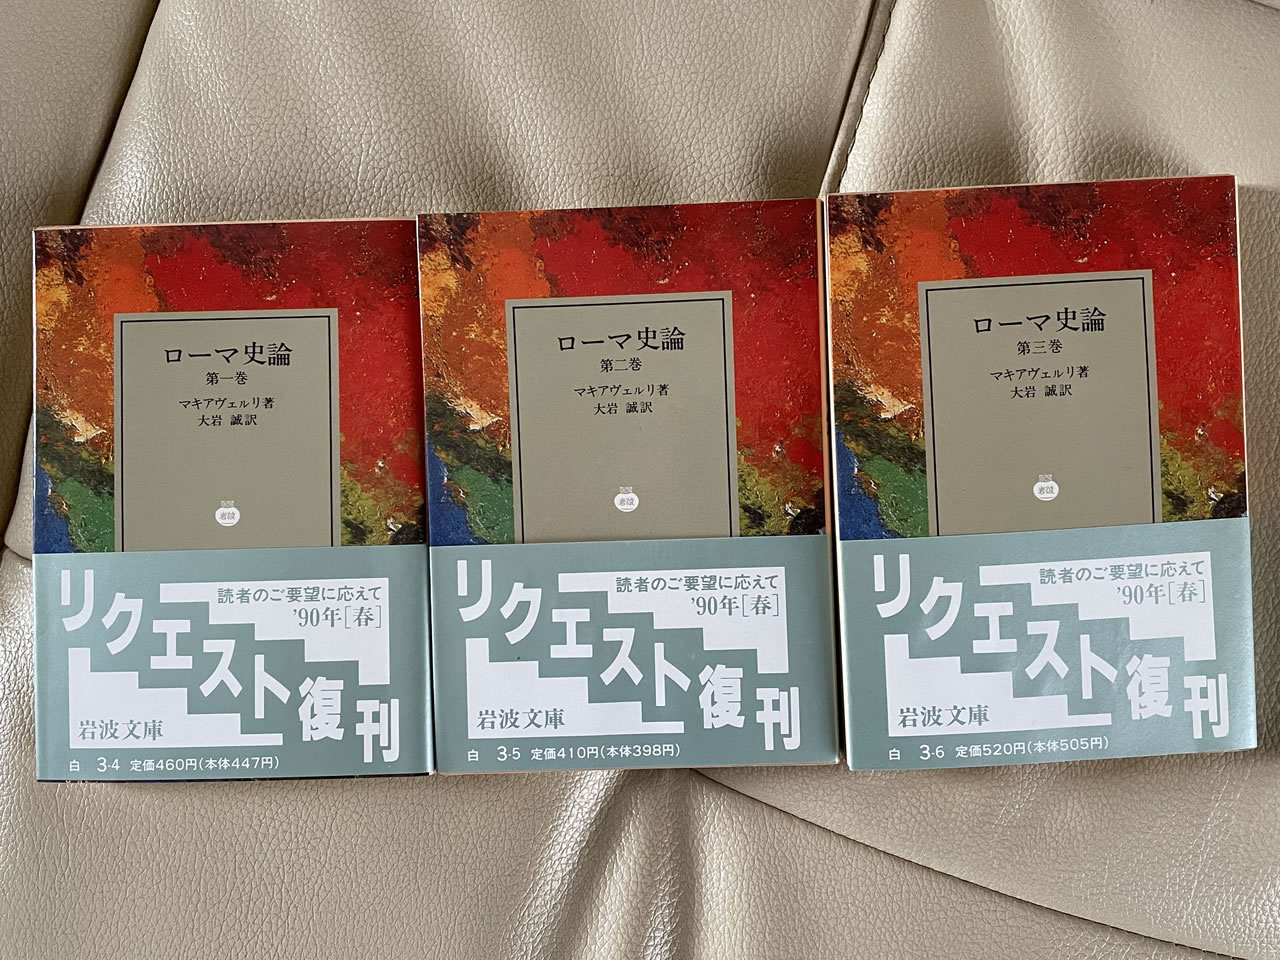 ローマ史論
第一巻
マキアヴェルリ著
大岩 誠訳
岩波
読者のご要望に応えて
'90年[春]
リクエスト復刊
岩波文庫
白 3-4 定価460円(本体447円)
ローマ史論
第二巻
マキアヴェルリ著
大岩 誠訳
岩波
読者のご要望に応えて
'90年[春]
リクエスト復刊
岩波文庫
白 3-5 定価410円(本体398円)
ローマ史論
第三巻
マキアヴェルリ著
大岩 誠訳
岩波
読者のご要望に応えて
'90年[春]
リクエスト復刊
岩波文庫
白 3-6 定価520円(本体505円)